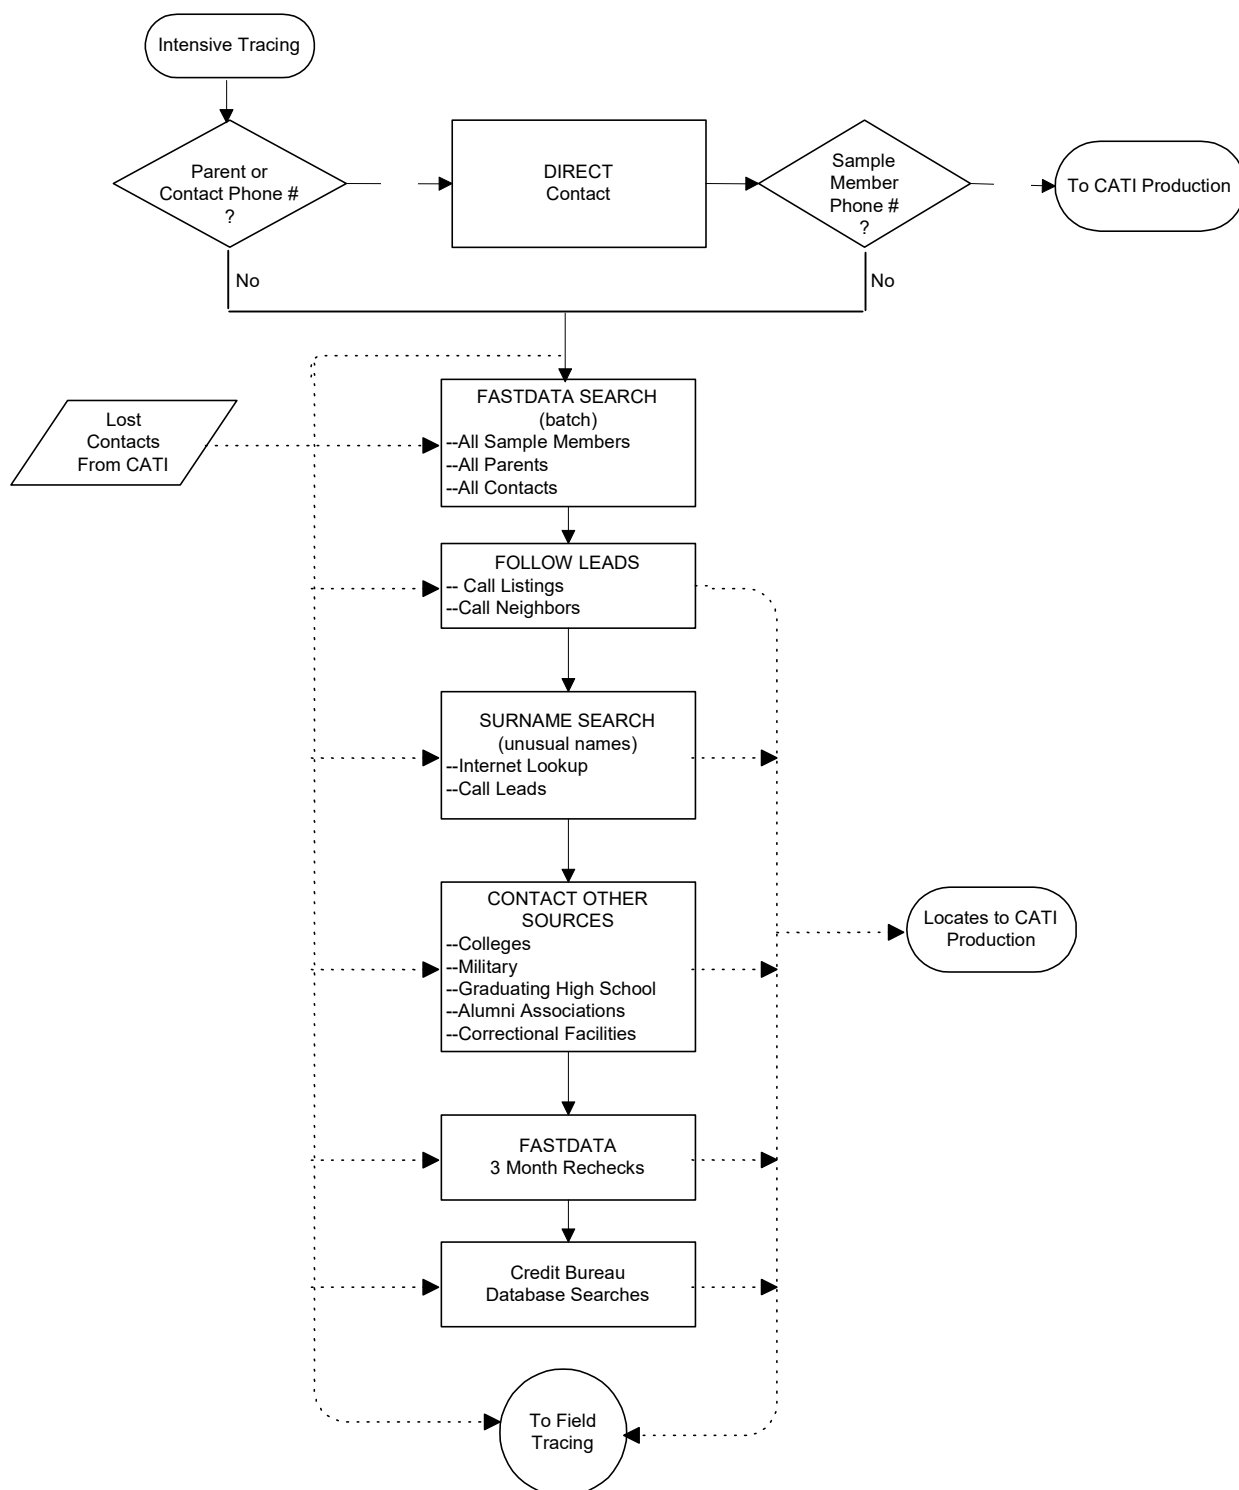 Intensive Tracing
Parent or
Contact Phone #
?
DIRECT
Contact
Sample
Member
Phone #
?
To CATI Production
No
No
Lost
Contacts
From CATI
FASTDATA SEARCH
(batch)
--All Sample Members
--All Parents
--All Contacts
FOLLOW LEADS
-- Call Listings
--Call Neighbors
SURNAME SEARCH
(unusual names)
--Internet Lookup
--Call Leads
CONTACT OTHER
SOURCES
--Colleges
--Military
--Graduating High School
--Alumni Associations
--Correctional Facilities
Locates to CATI
Production
FASTDATA
3 Month Rechecks
Credit Bureau
Database Searches
To Field
Tracing